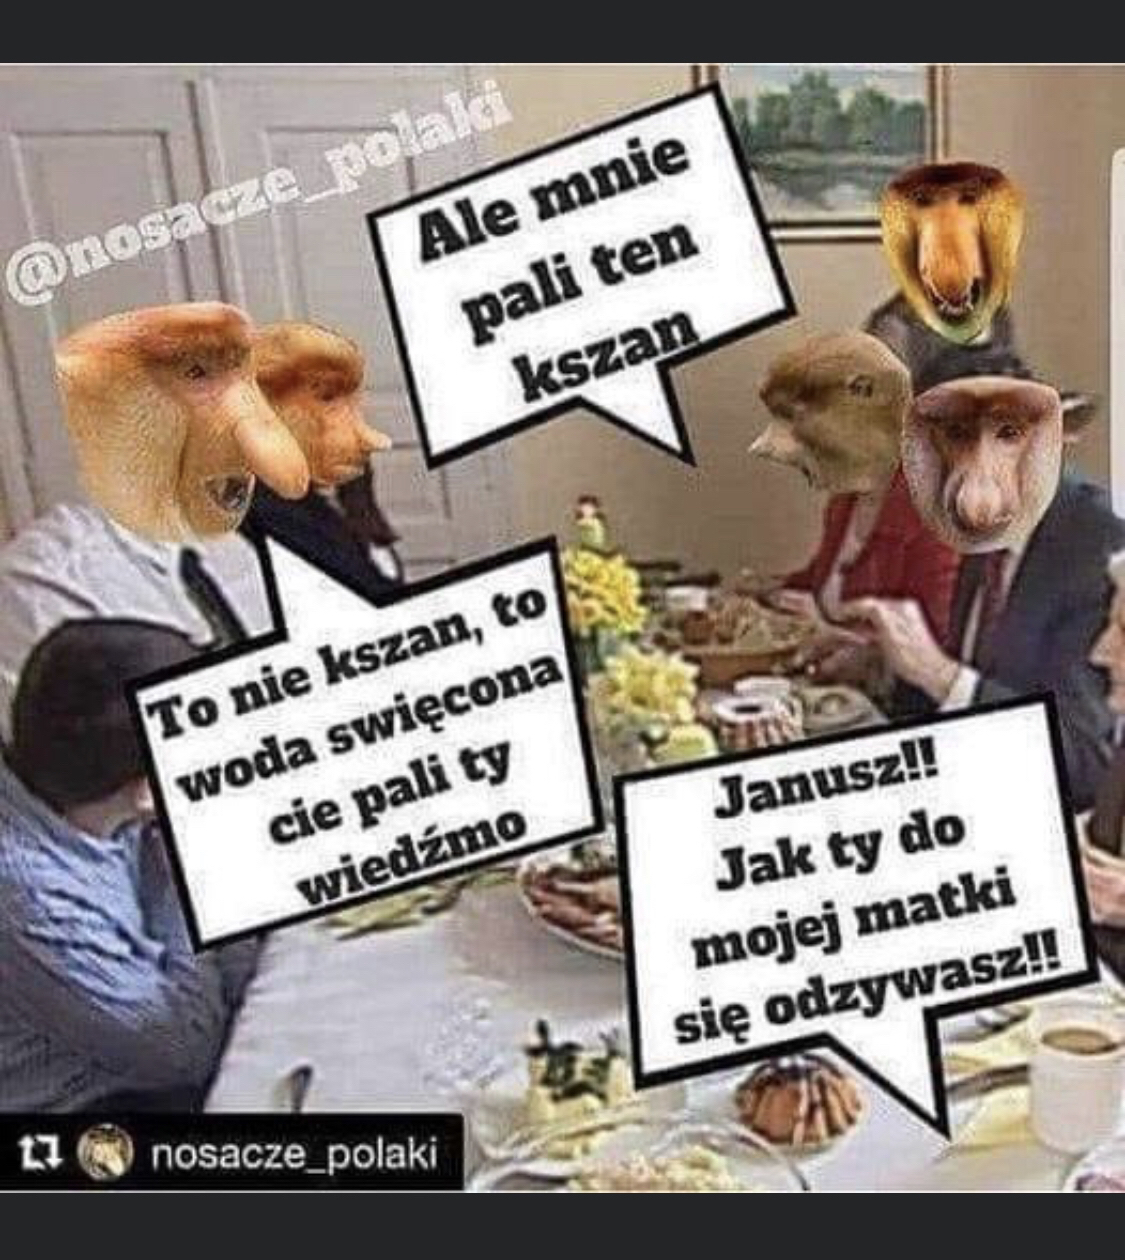 @nosacze_polaki
Ale mnie
pali ten
kszan
To nie kszan, to
woda swięcona
cie pali ty
wiedźmo
Janusz!!
Jak ty do
mojej matki
się odzywasz!!
nosacze_polaki